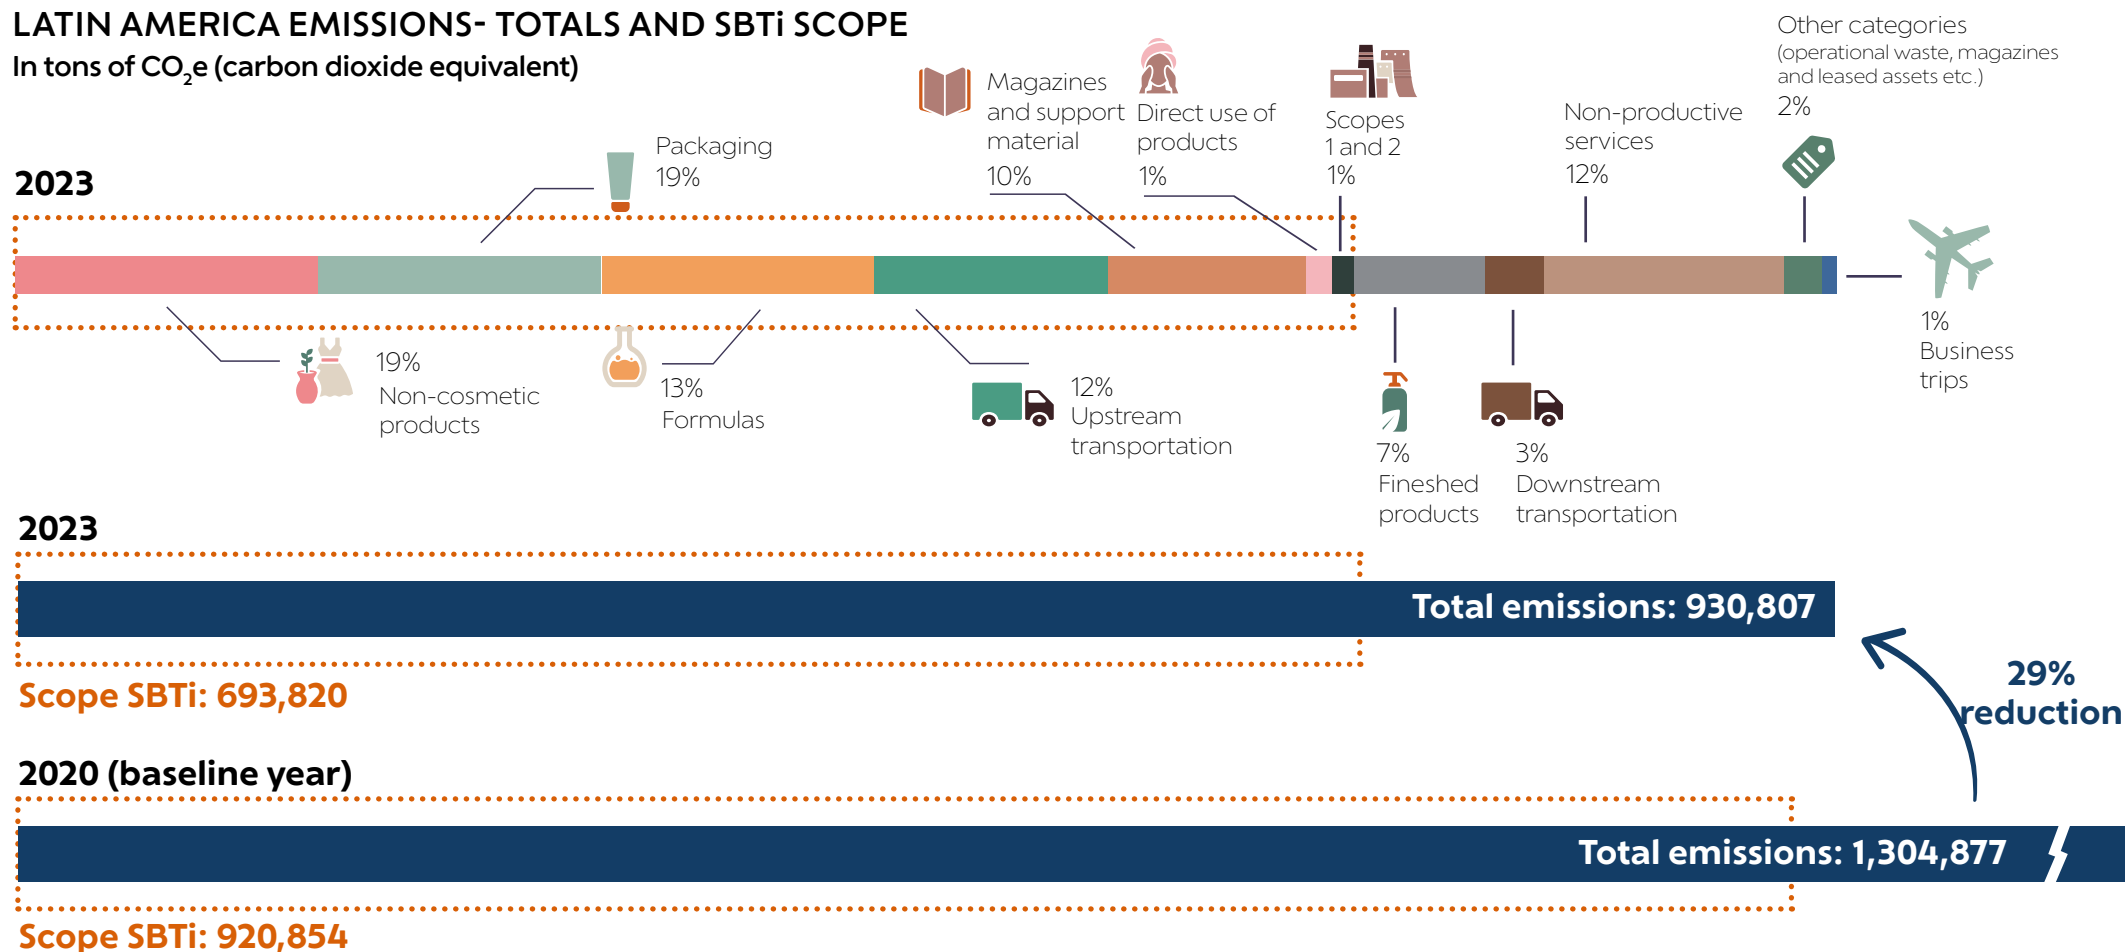 LATIN AMERICA EMISSIONS- TOTALS AND SBTi SCOPE
In tons of CO₂e (carbon dioxide equivalent)
2023
Packaging
19%
Magazines
and support
material
10%
Direct use of
products
1%
Scopes
1 and 2
1%
Non-productive
services
12%
Other categories
(operational waste, magazines
and leased assets etc.)
2%
19%
Non-cosmetic
products
13%
Formulas
12%
Upstream
transportation
7%
Fineshed
products
3%
Downstream
transportation
1%
Business
trips
2023
Total emissions: 930,807
Scope SBTi: 693,820
29%
reduction
2020 (baseline year)
Total emissions: 1,304,877
Scope SBTi: 920,854